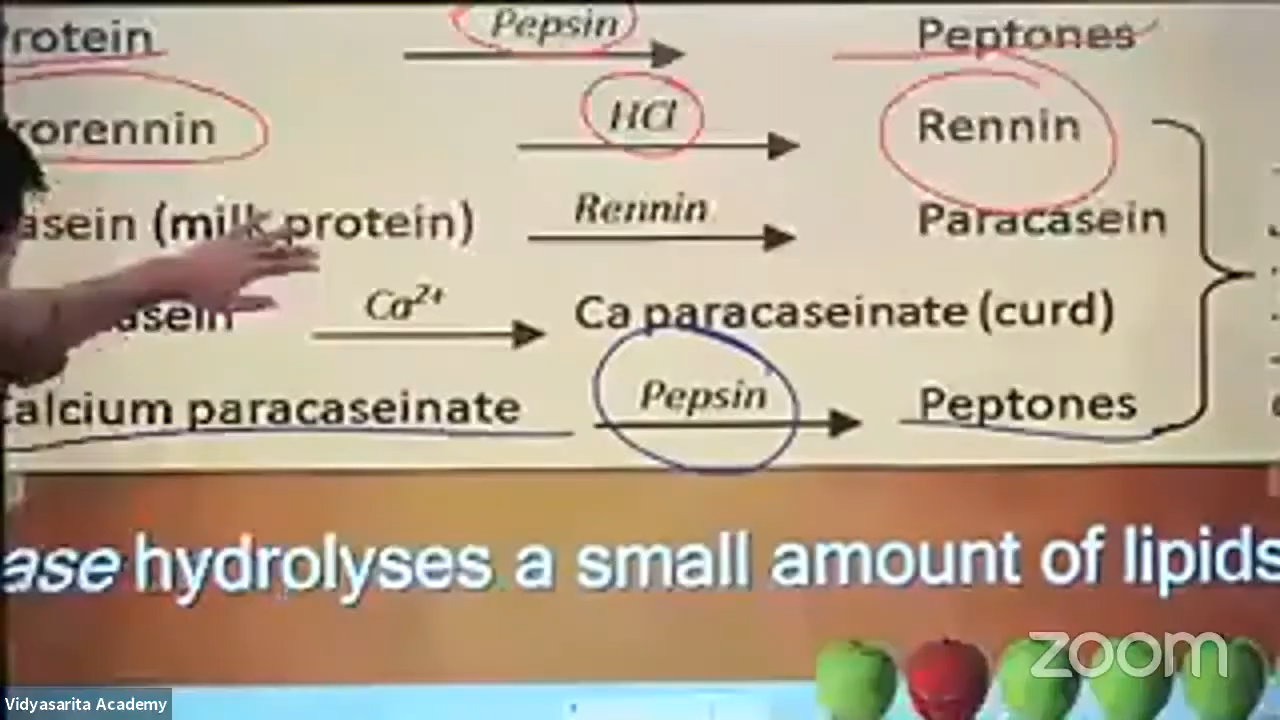 rotein Pepsin Peptones
rorennin HCl Rennin
asein (milk protein) Rennin Paracasein
asein Ca²⁺ Ca paracaseinate (curd)
Calcium paracaseinate Pepsin Peptones
ase hydrolyses a small amount of lipids
zoom
Vidyasarita Academy